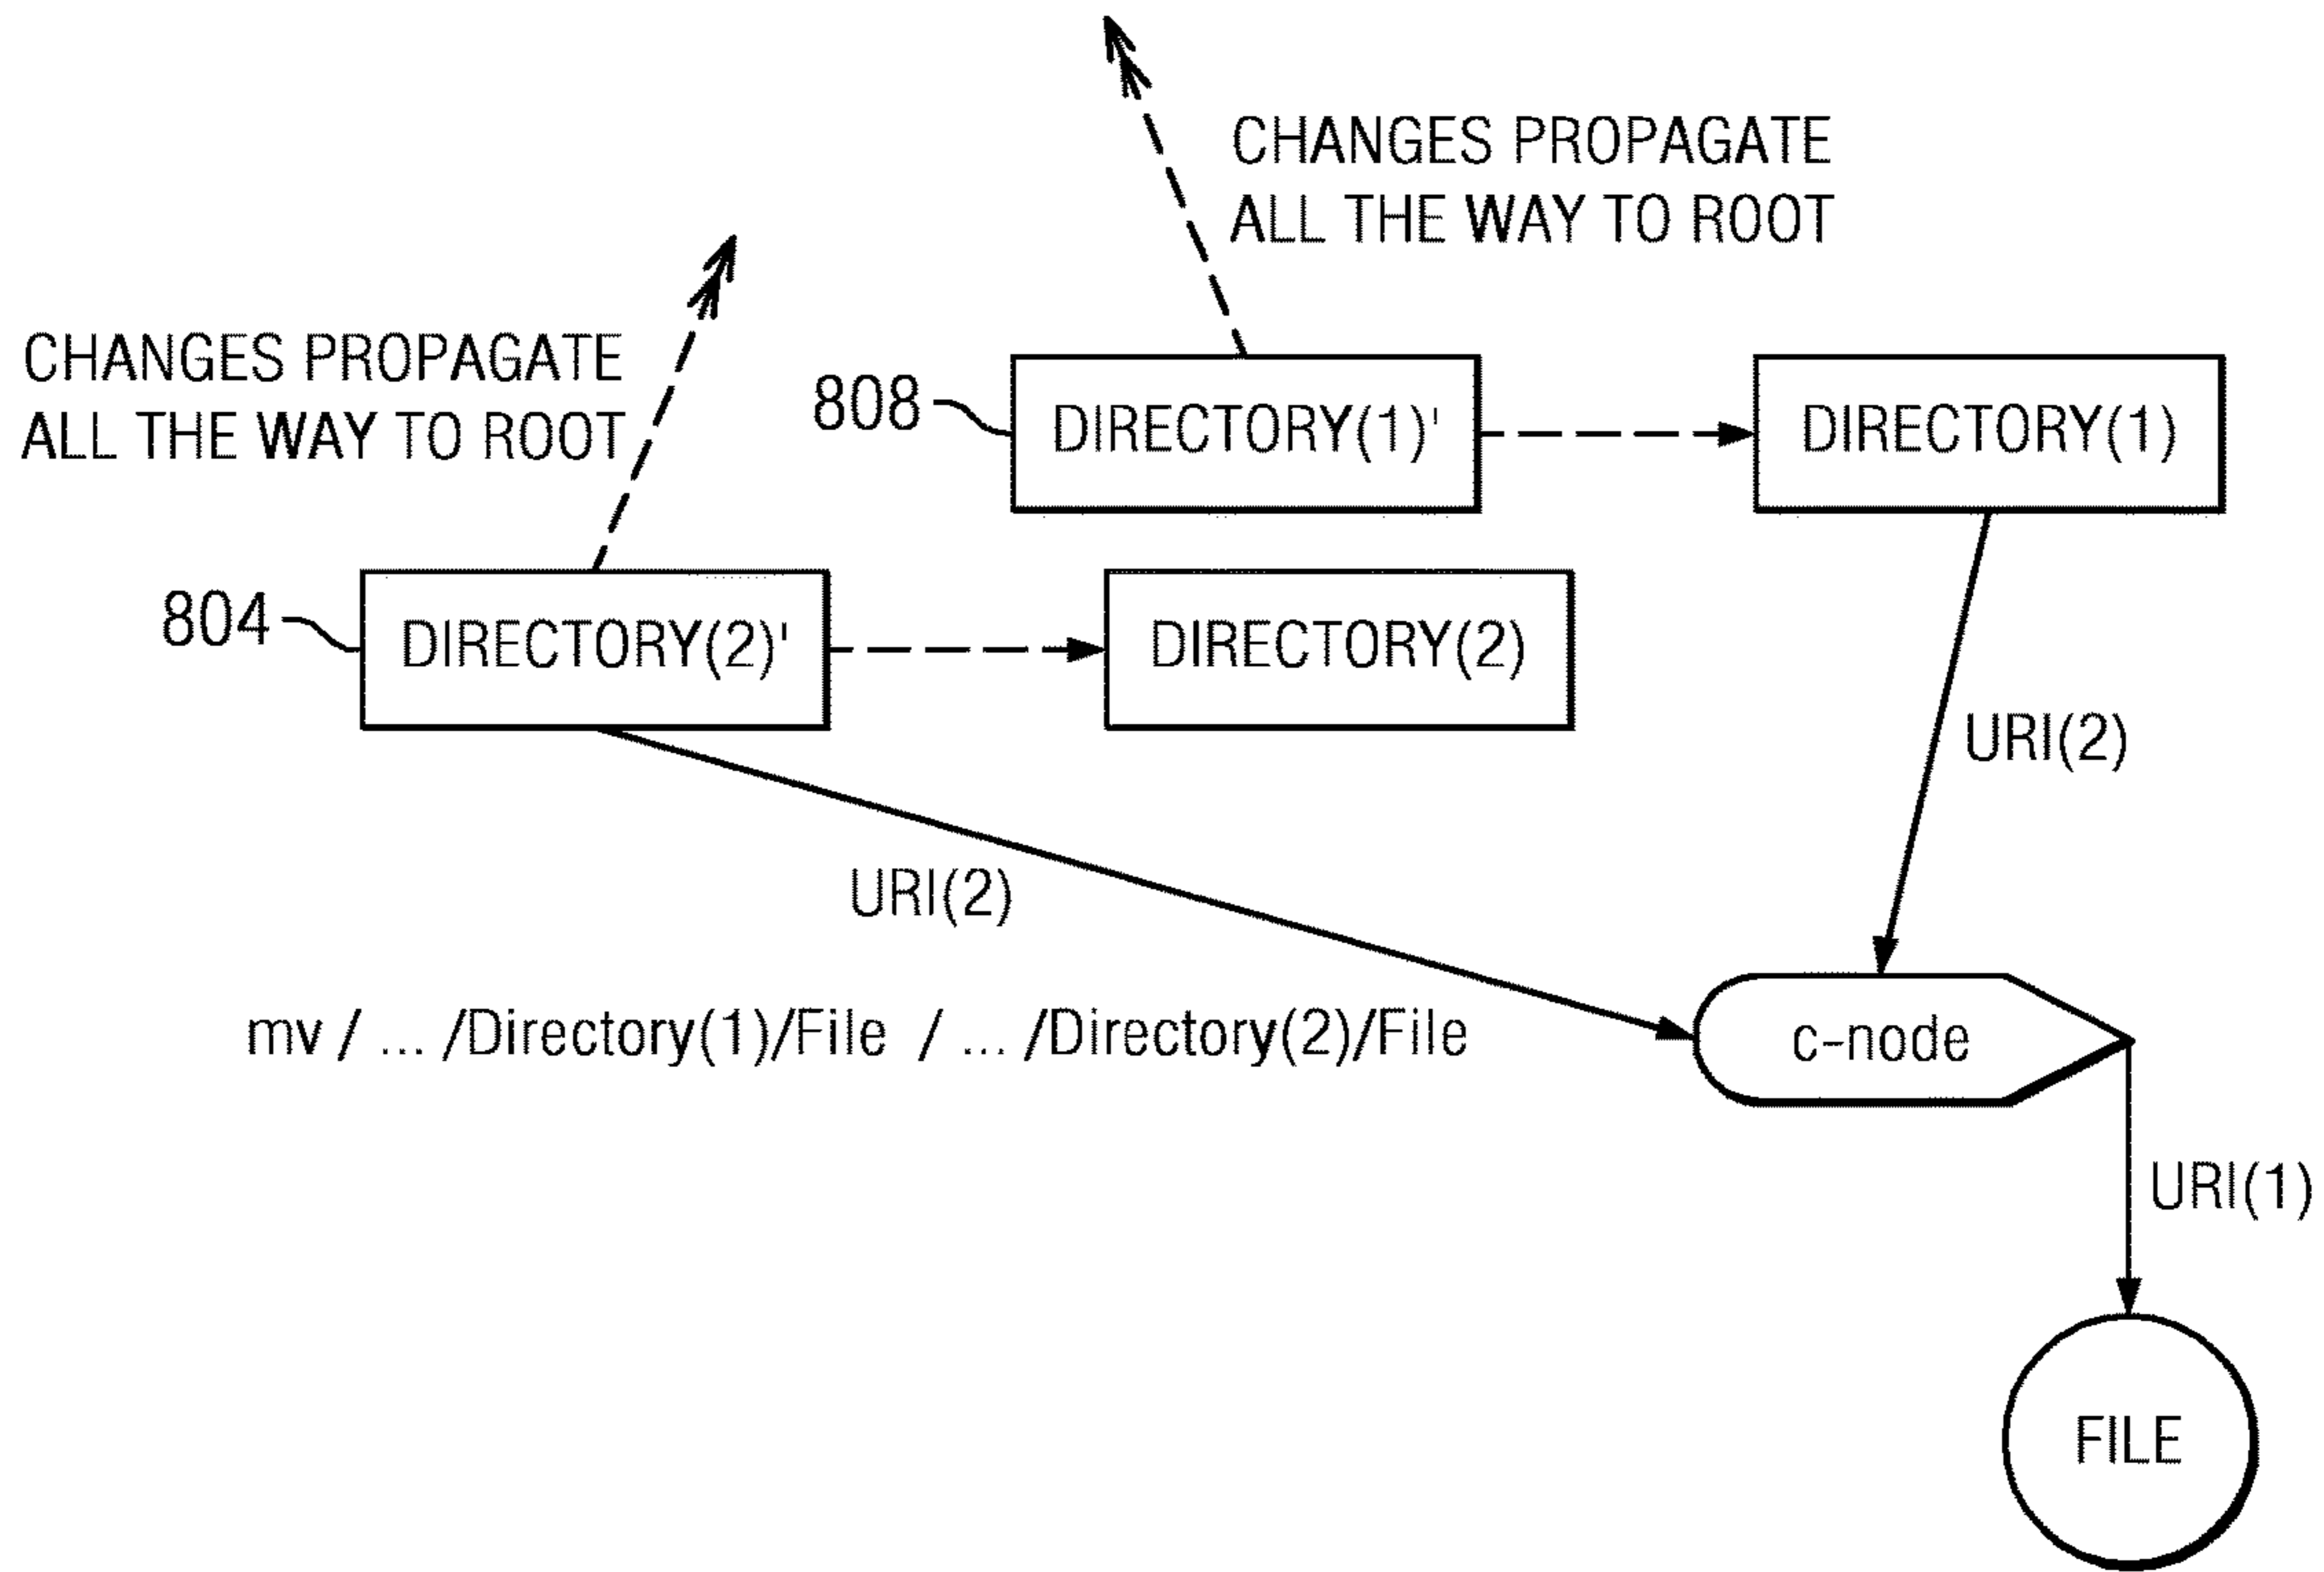 CHANGES PROPAGATE
ALL THE WAY TO ROOT
CHANGES PROPAGATE
ALL THE WAY TO ROOT
808
DIRECTORY(1)'
DIRECTORY(1)
804
DIRECTORY(2)'
DIRECTORY(2)
URI(2)
URI(2)
mv / ... /Directory(1)/File / ... /Directory(2)/File
c-node
URI(1)
FILE